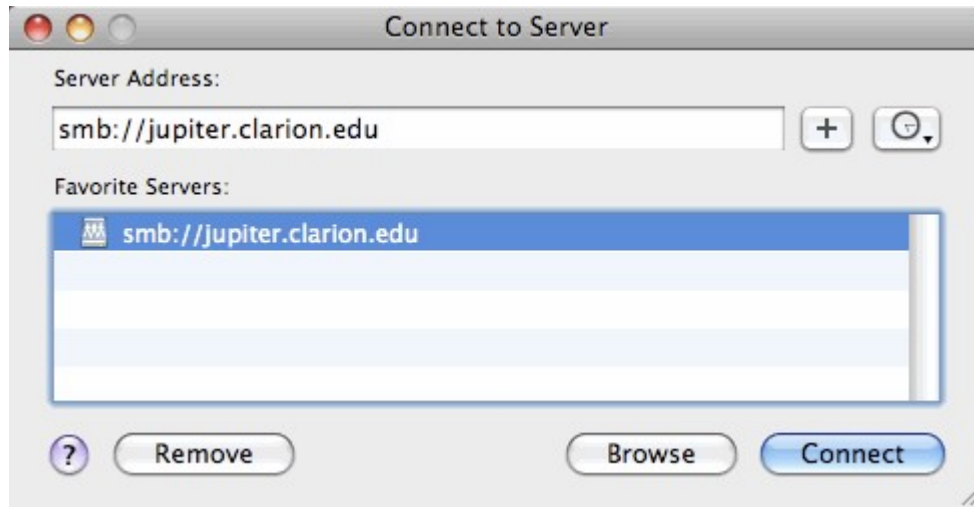 Connect to Server
Server Address:
smb://jupiter.clarion.edu
+
Favorite Servers:
smb://jupiter.clarion.edu
? Remove Browse Connect